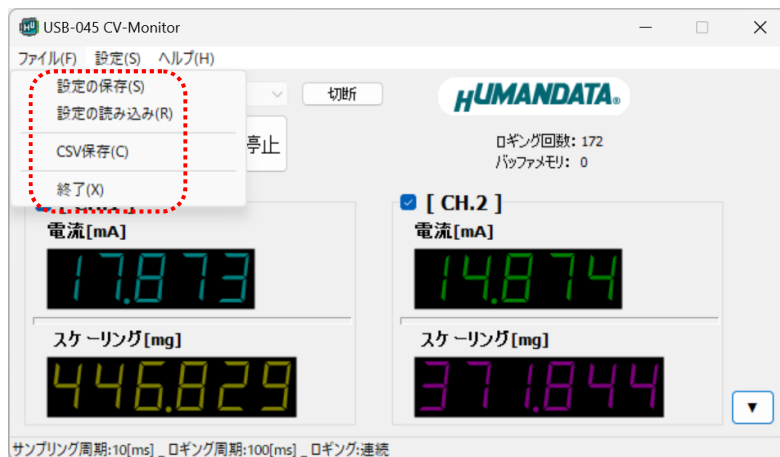 USB-045 CV-Monitor
ファイル(F) 設定(S) ヘルプ(H)
設定の保存(S)
設定の読み込み(R)
CSV保存(C)
終了(X)
切断
停止
HUMANDATA®
ロギング回数: 172
バッファメモリ: 0
[ CH.1 ]
電流[mA]
17.873
スケーリング[mg]
446.829
[ CH.2 ]
電流[mA]
14.874
スケーリング[mg]
371.844
▼
サンプリング周期:10[ms] _ ロギング周期:100[ms] _ ロギング:連続